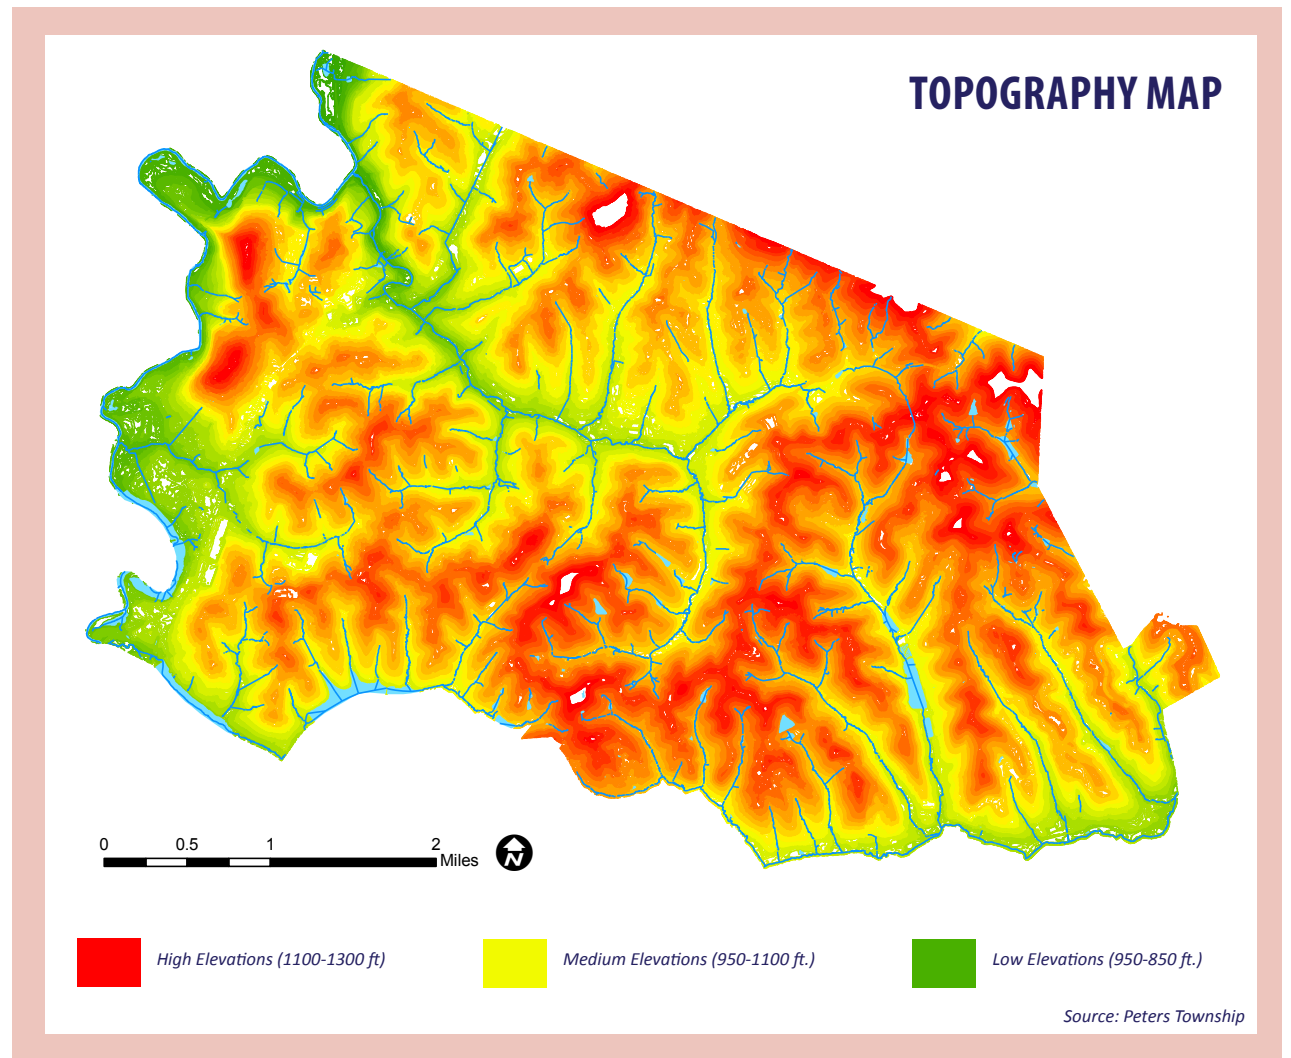 TOPOGRAPHY MAP
0 0.5 1 2
Miles
N
High Elevations (1100-1300 ft)
Medium Elevations (950-1100 ft.)
Low Elevations (950-850 ft.)
Source: Peters Township